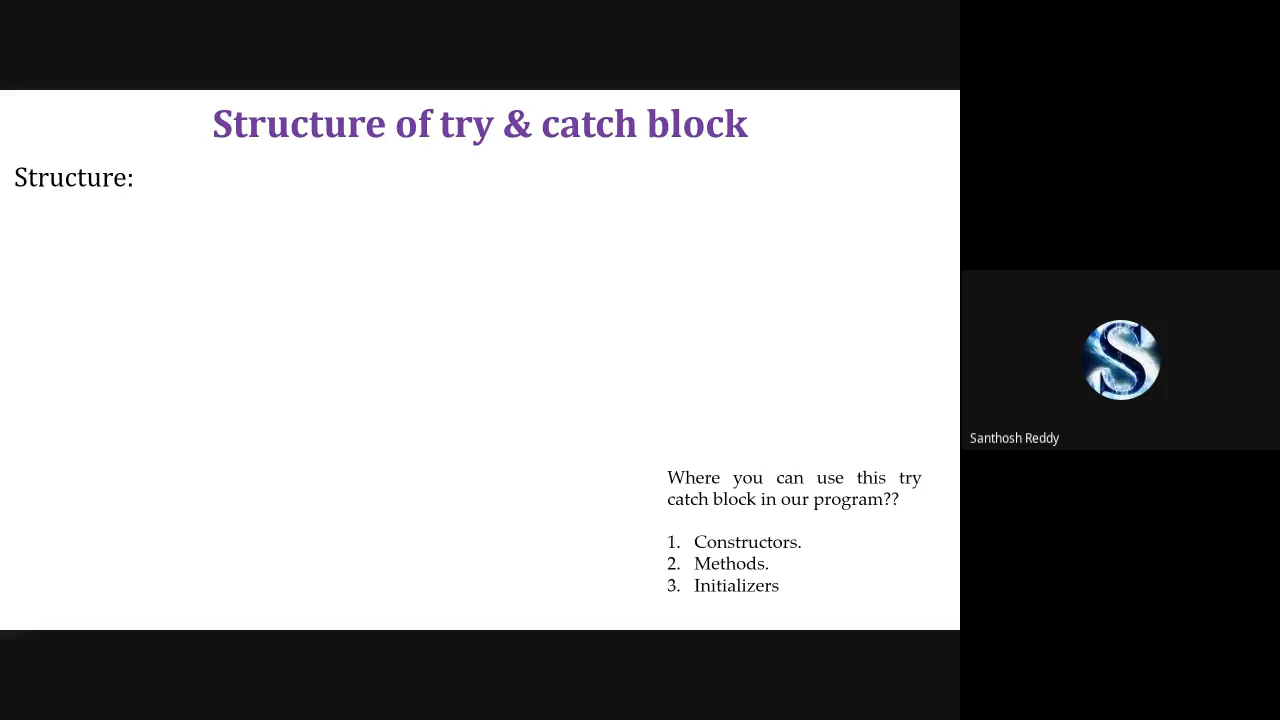 Structure of try & catch block
Structure:
Where you can use this try
catch block in our program??
1. Constructors.
2. Methods.
3. Initializers
S
Santhosh Reddy